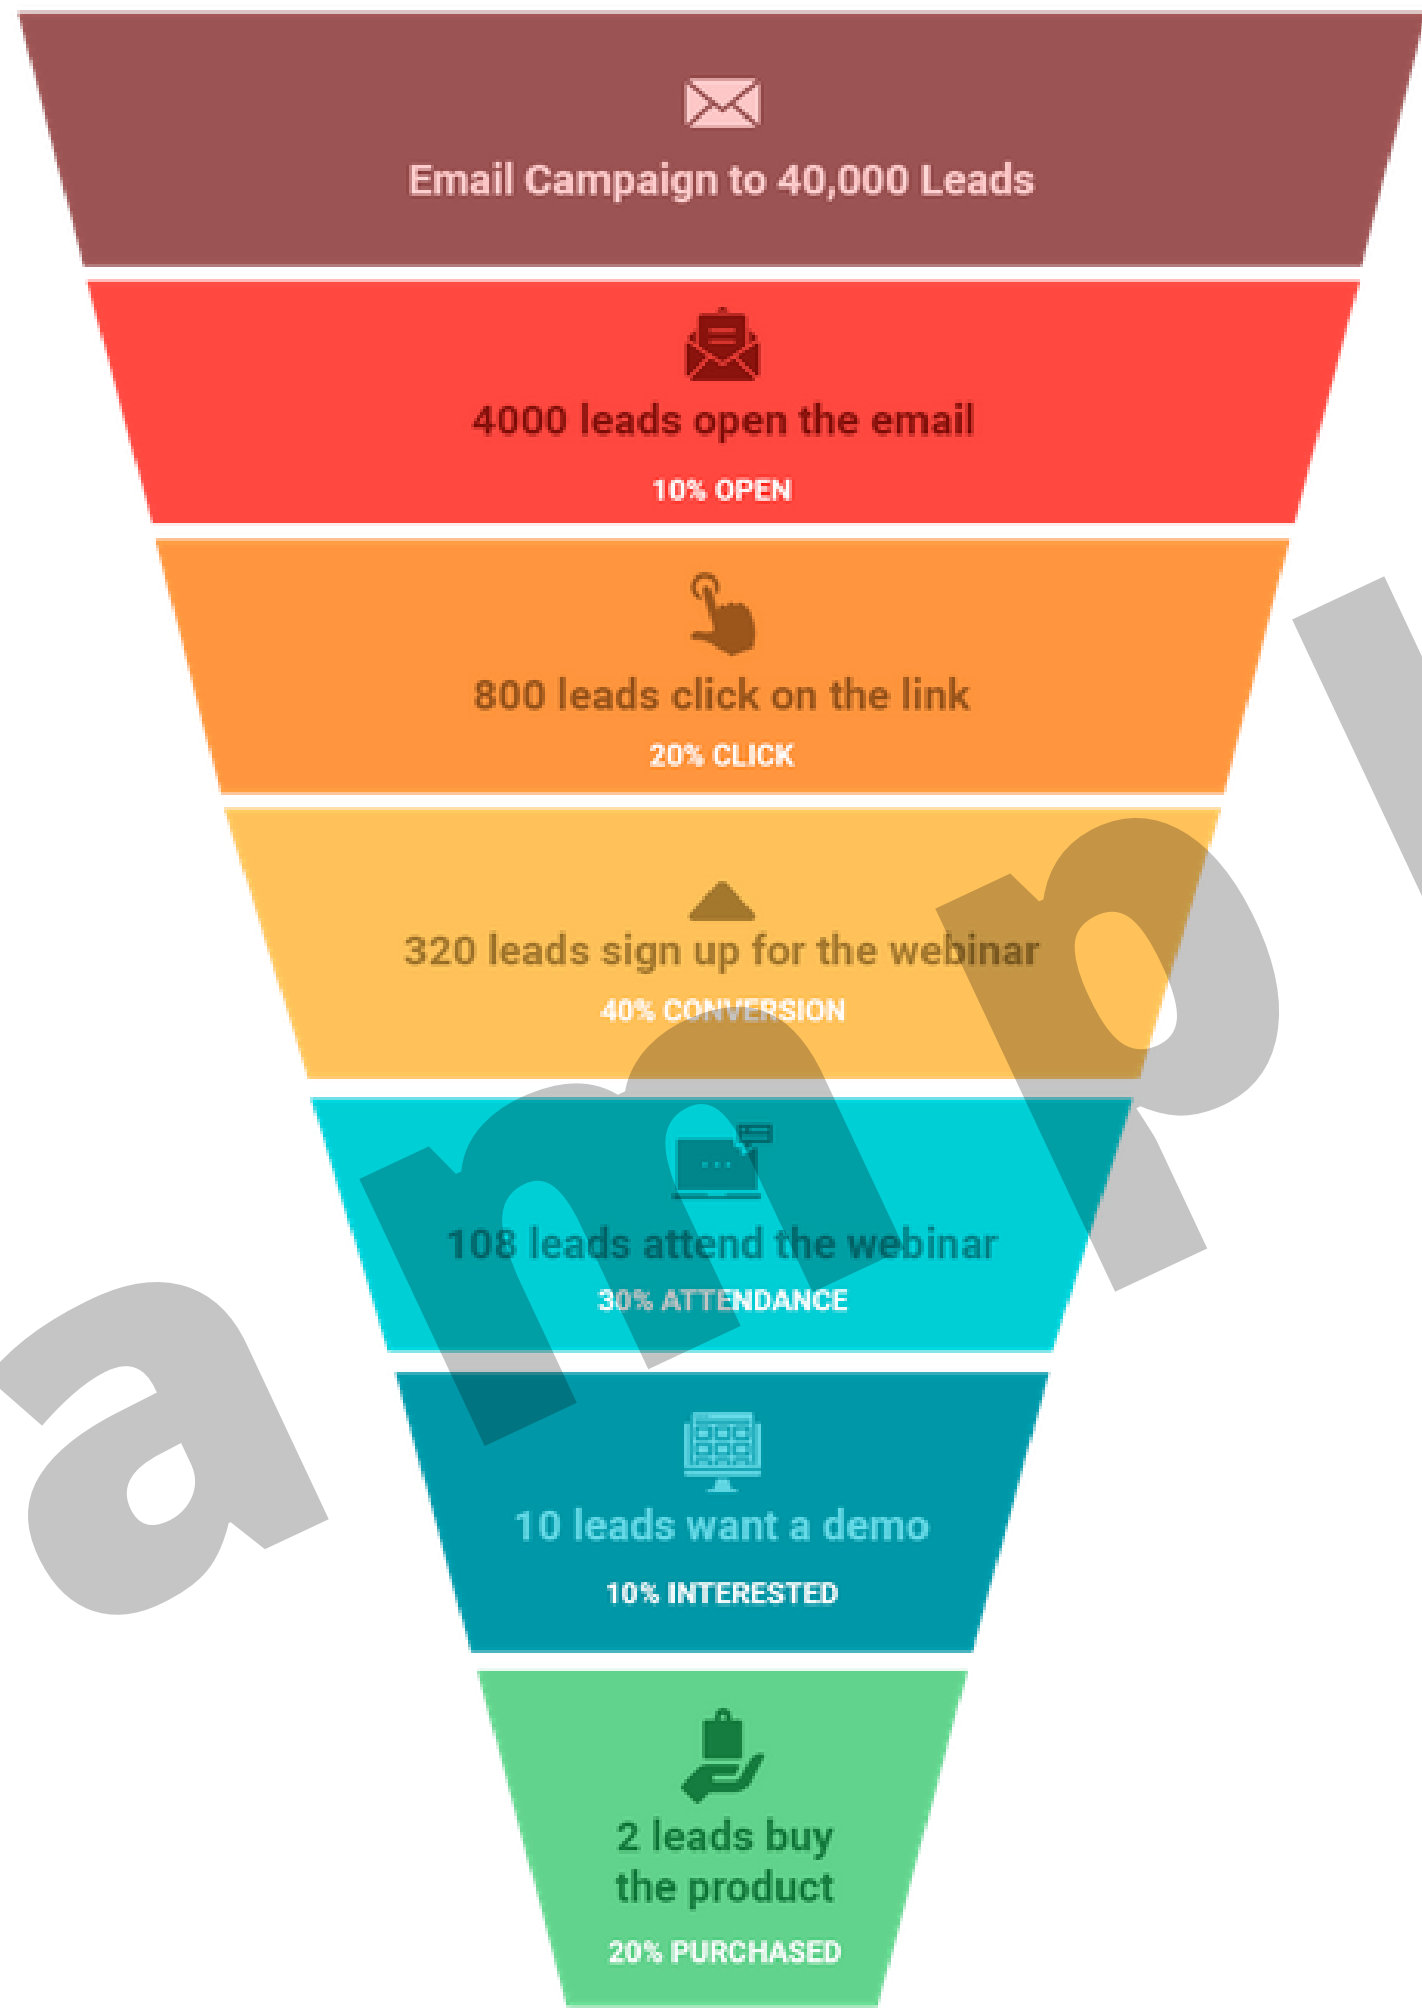 Email Campaign to 40,000 Leads
4000 leads open the email
10% OPEN
800 leads click on the link
20% CLICK
320 leads sign up for the webinar
40% CONVERSION
108 leads attend the webinar
30% ATTENDANCE
10 leads want a demo
10% INTERESTED
2 leads buy
the product
20% PURCHASED
ampl